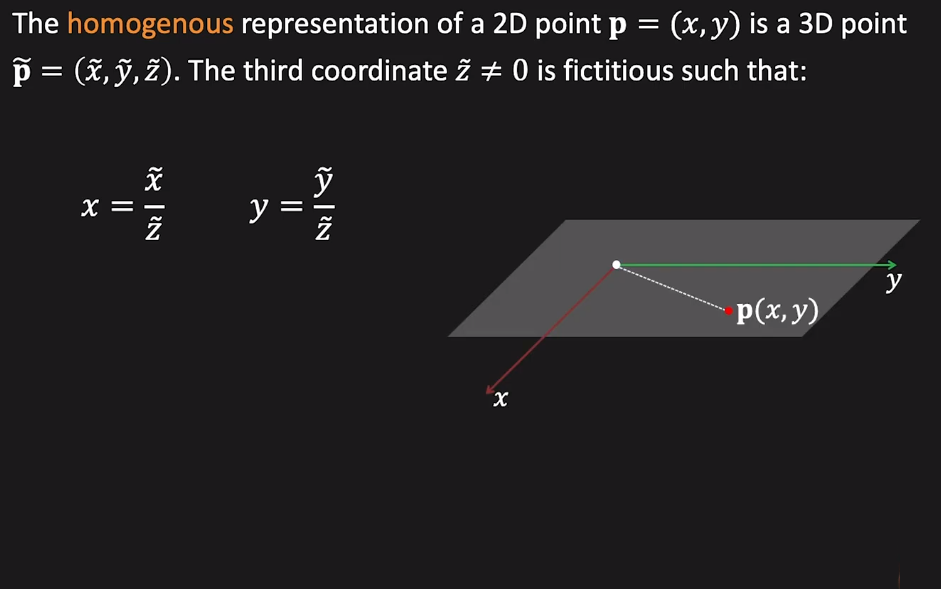 The homogenous representation of a 2D point 𝐩 = (𝑥, 𝑦) is a 3D point
𝐩̃ = (𝑥̃, 𝑦̃, 𝑧̃). The third coordinate 𝑧̃ ≠ 0 is fictitious such that:
𝑥 = 𝑥̃/𝑧̃    𝑦 = 𝑦̃/𝑧̃
𝑦
𝐩(𝑥, 𝑦)
𝑥